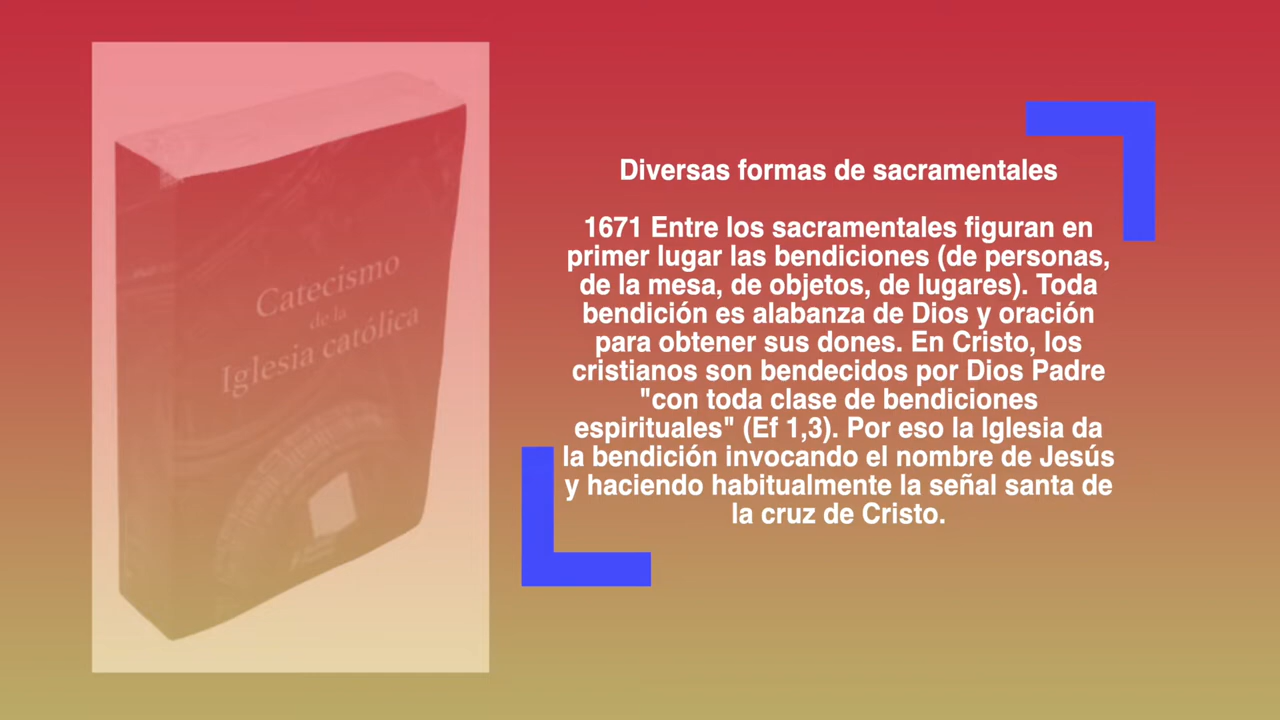 Catecismo
de la
Iglesia católica
Diversas formas de sacramentales
1671 Entre los sacramentales figuran en
primer lugar las bendiciones (de personas,
de la mesa, de objetos, de lugares). Toda
bendición es alabanza de Dios y oración
para obtener sus dones. En Cristo, los
cristianos son bendecidos por Dios Padre
"con toda clase de bendiciones
espirituales" (Ef 1,3). Por eso la Iglesia da
la bendición invocando el nombre de Jesús
y haciendo habitualmente la señal santa de
la cruz de Cristo.